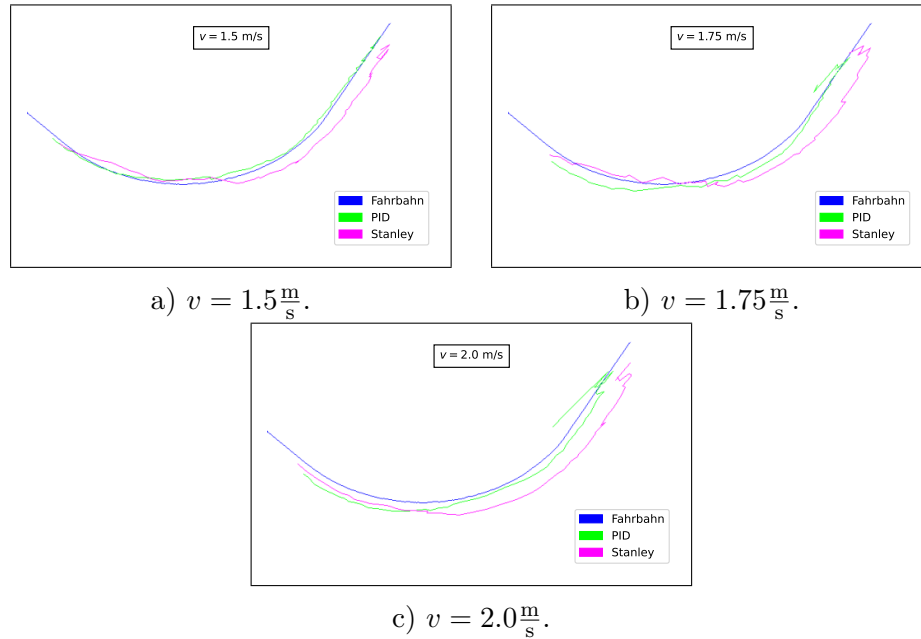 v = 1.5 m/s
Fahrbahn
PID
Stanley
a) v = 1.5 m/s.
v = 1.75 m/s
Fahrbahn
PID
Stanley
b) v = 1.75 m/s.
v = 2.0 m/s
Fahrbahn
PID
Stanley
c) v = 2.0 m/s.